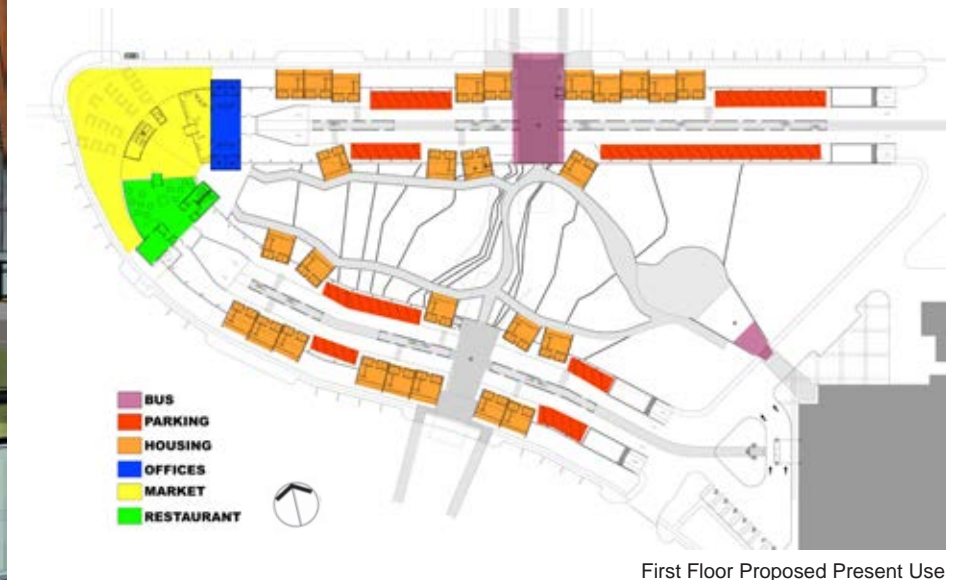 BUS
PARKING
HOUSING
OFFICES
MARKET
RESTAURANT
First Floor Proposed Present Use